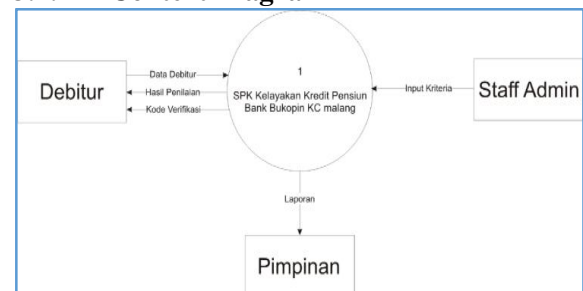 Debitur
Data Debitur
Hasil Penilaian
Kode Verifikasi
1
SPK Kelayakan Kredit Pensiun
Bank Bukopin KC malang
Input Kriteria
Staff Admin
Laporan
Pimpinan